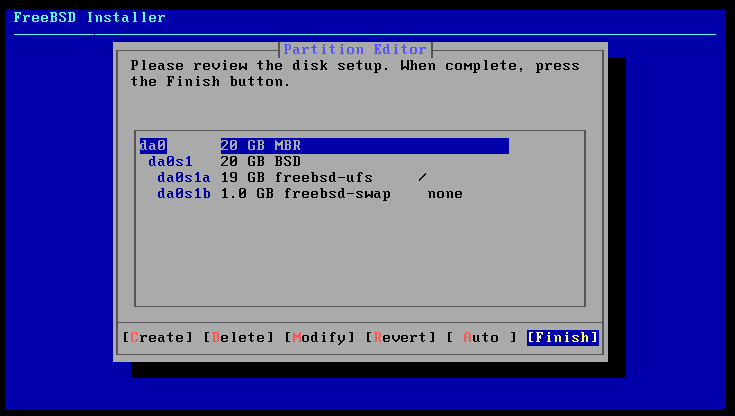 FreeBSD Installer
Partition Editor
Please review the disk setup. When complete, press
the Finish button.
da0 20 GB MBR
da0s1 20 GB BSD
da0s1a 19 GB freebsd-ufs /
da0s1b 1.0 GB freebsd-swap none
[Create] [Delete] [Modify] [Revert] [ Auto ] [Finish]